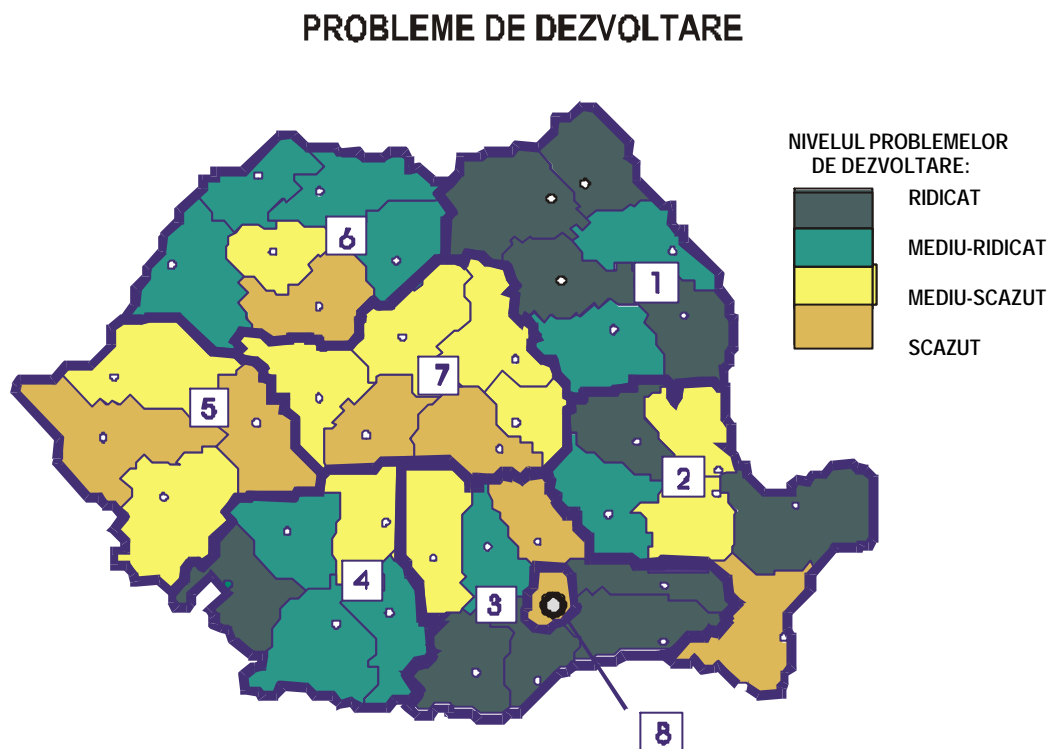 PROBLEME DE DEZVOLTARE
NIVELUL PROBLEMELOR
DE DEZVOLTARE:
RIDICAT
MEDIU-RIDICAT
MEDIU-SCAZUT
SCAZUT
6
1
7
5
2
4
3
8